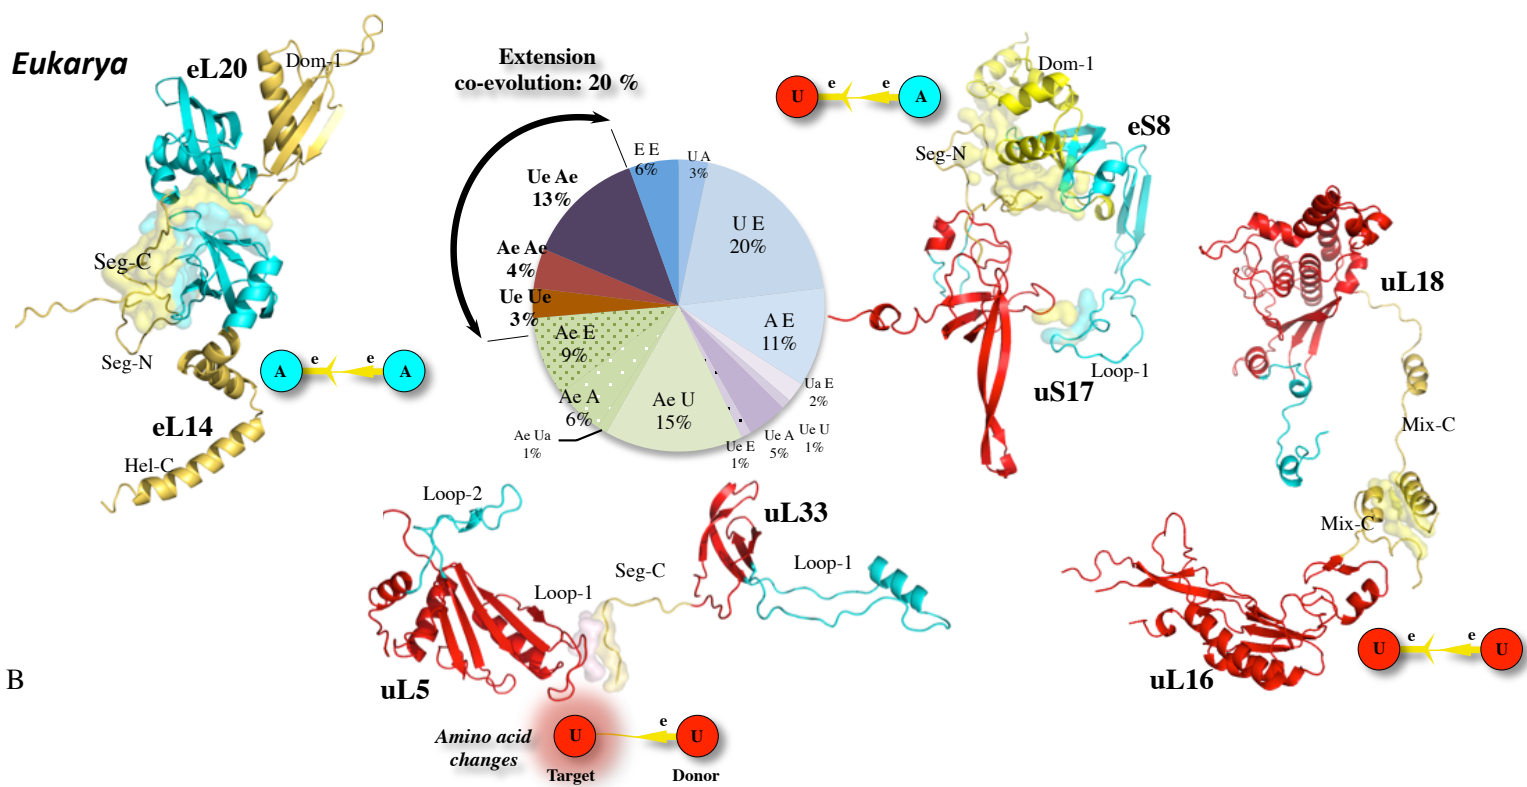 Eukarya
eL20
Dom-1
Seg-C
Seg-N
A e e A
eL14
Hel-C
Extension
co-evolution: 20 %
E E
6%
U A
3%
Ue Ae
13%
U E
20%
Ae Ae
4%
Ue Ue
3%
A E
11%
Ae E
9%
Ua E
2%
Ae A
6%
Ae U
15%
Ae Ua
1%
Ue E
1%
Ue A
5%
Ue U
1%
U e e A
Dom-1
eS8
Seg-N
uS17
Loop-1
uL18
Mix-C
Mix-C
uL16
U e e U
Loop-2
uL33
Seg-C
Loop-1
Loop-1
uL5
B
Amino acid
changes
U e U
Target Donor